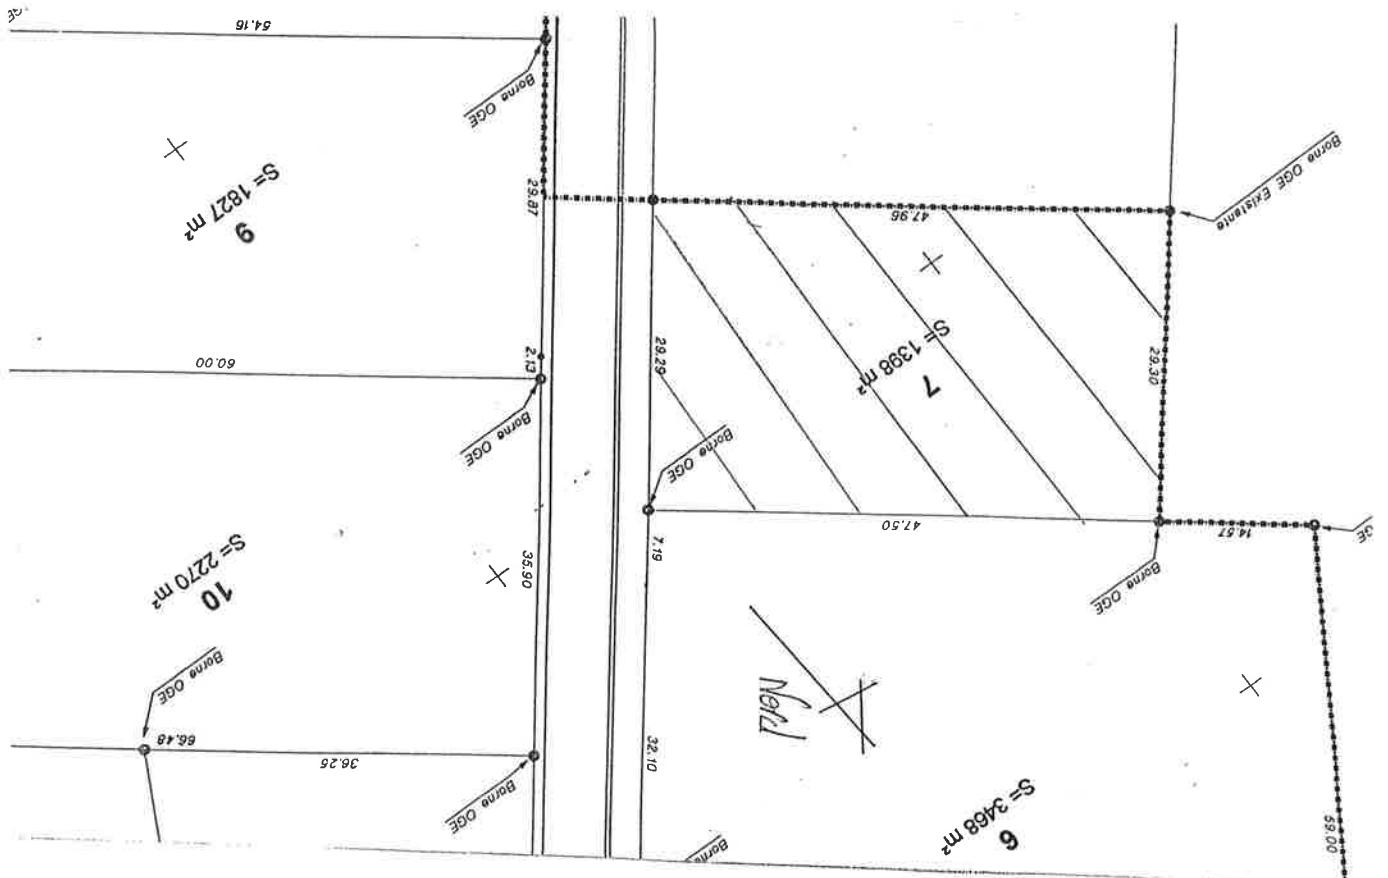 54.16
Borne OGE
29.87
9
S= 1827 m²
47.96
Borne OGE Existante
60.00
2.13
Borne OGE
29.29
7
S= 1398 m²
29.30
Borne OGE
47.50
14.57
7.19
Borne OGE
35.90
10
S= 2270 m²
Borne OGE
66.48
36.25
Borne OGE
Nord
32.10
6
S= 3468 m²
59.00